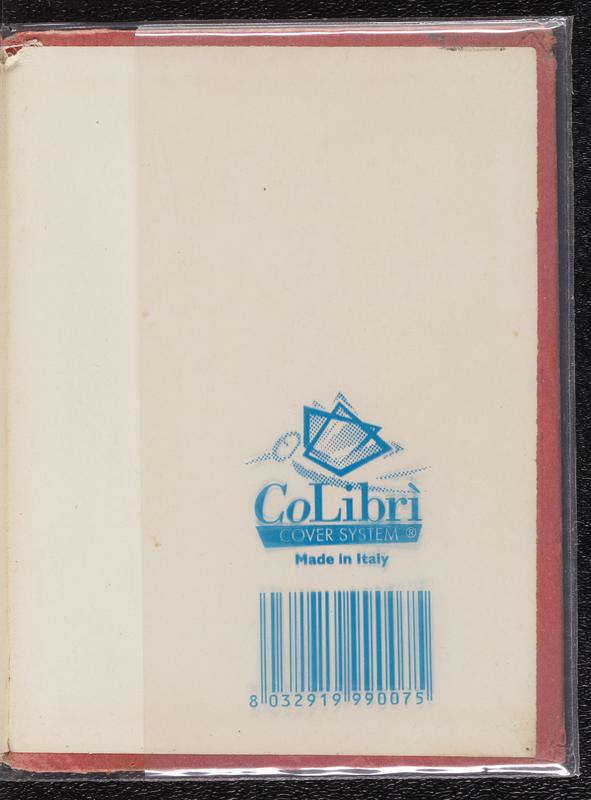 CoLibrì
COVER SYSTEM ®
Made in Italy
8 032919 990075